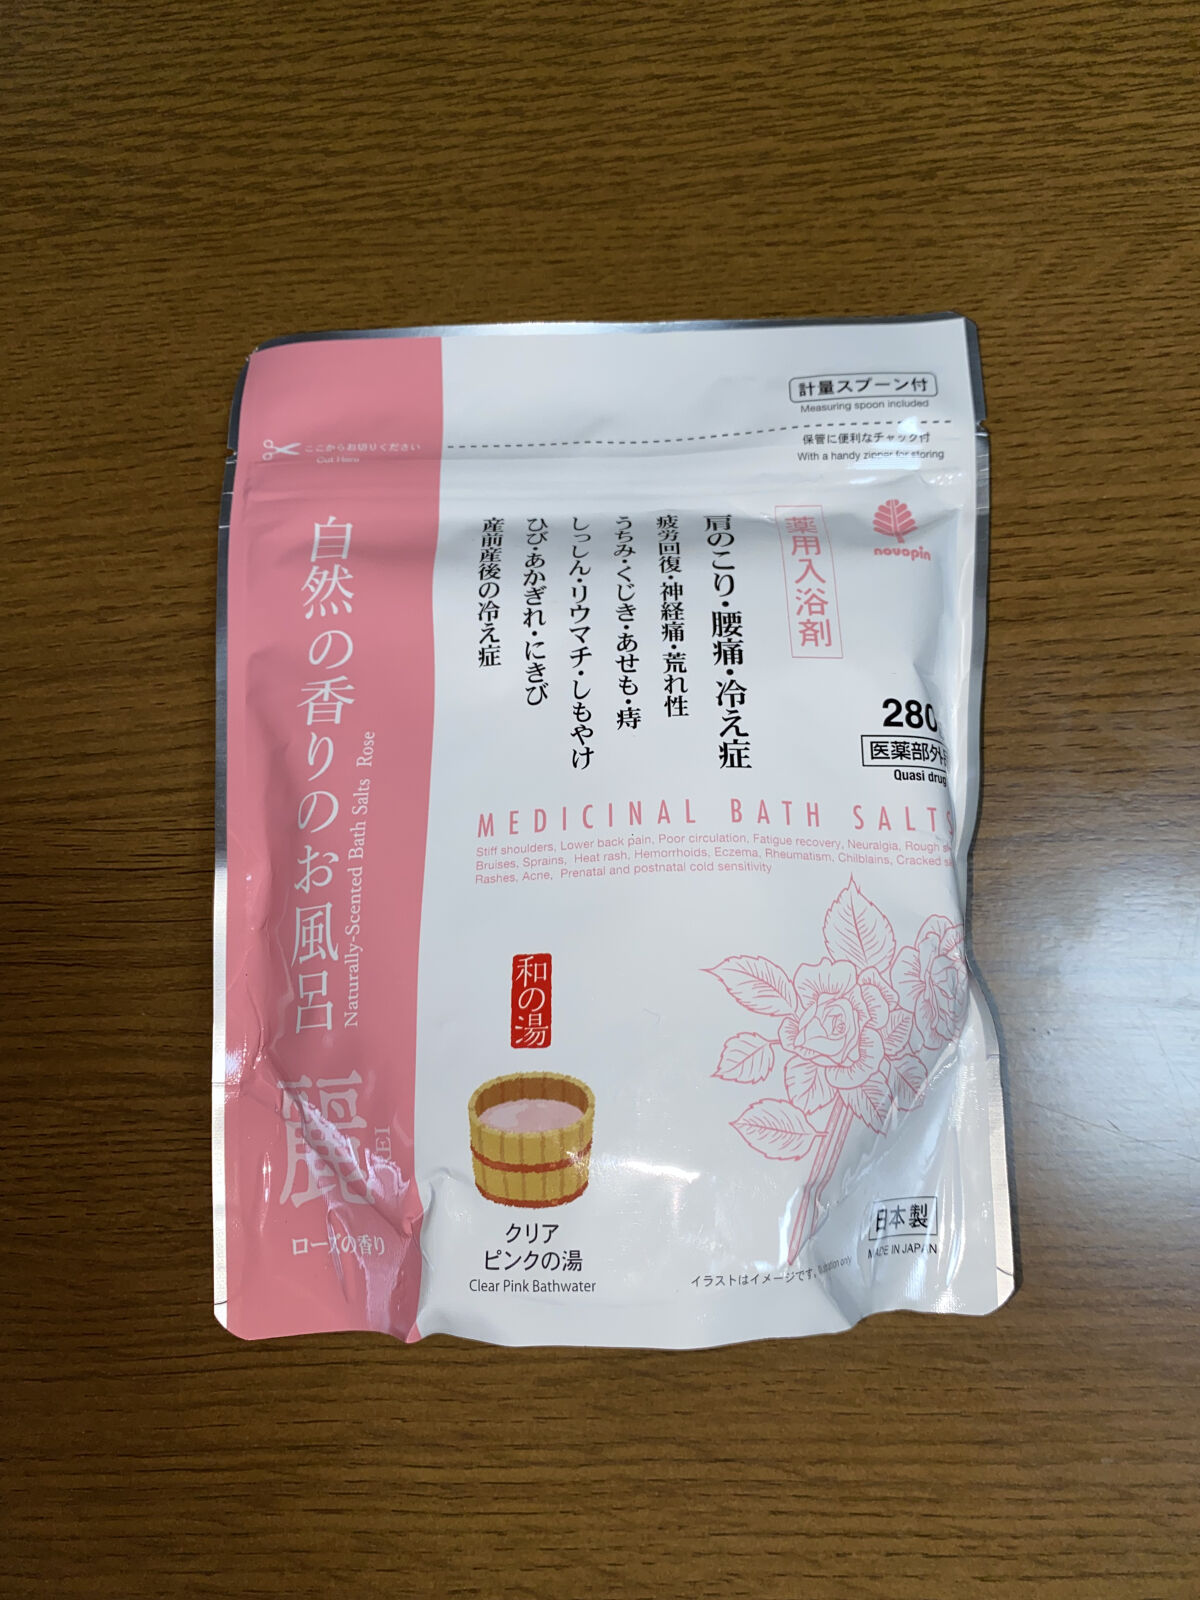 計量スプーン付
Measuring spoon included
ここからお切りください
Cut Here
保管に便利なチャック付
With a handy zipper for storing
novopin
薬用入浴剤
肩のこり・腰痛・冷え症
疲労回復・神経痛・荒れ性
うちみ・くじき・あせも・痔
しっしん・リウマチ・しもやけ
ひび・あかぎれ・にきび
産前産後の冷え症
自然の香りのお風呂
Naturally-Scented Bath Salts Rose
麗
ローズの香り
280
医薬部外
Quasi drug
MEDICINAL BATH SALTS
Stiff shoulders, Lower back pain, Poor circulation, Fatigue recovery, Neuralgia, Rough
Bruises, Sprains, Heat rash, Hemorrhoids, Eczema, Rheumatism, Chilblains, Cracked
Rashes, Acne, Prenatal and postnatal cold sensitivity
和の湯
クリア
ピンクの湯
Clear Pink Bathwater
日本製
MADE IN JAPAN
イラストはイメージです。